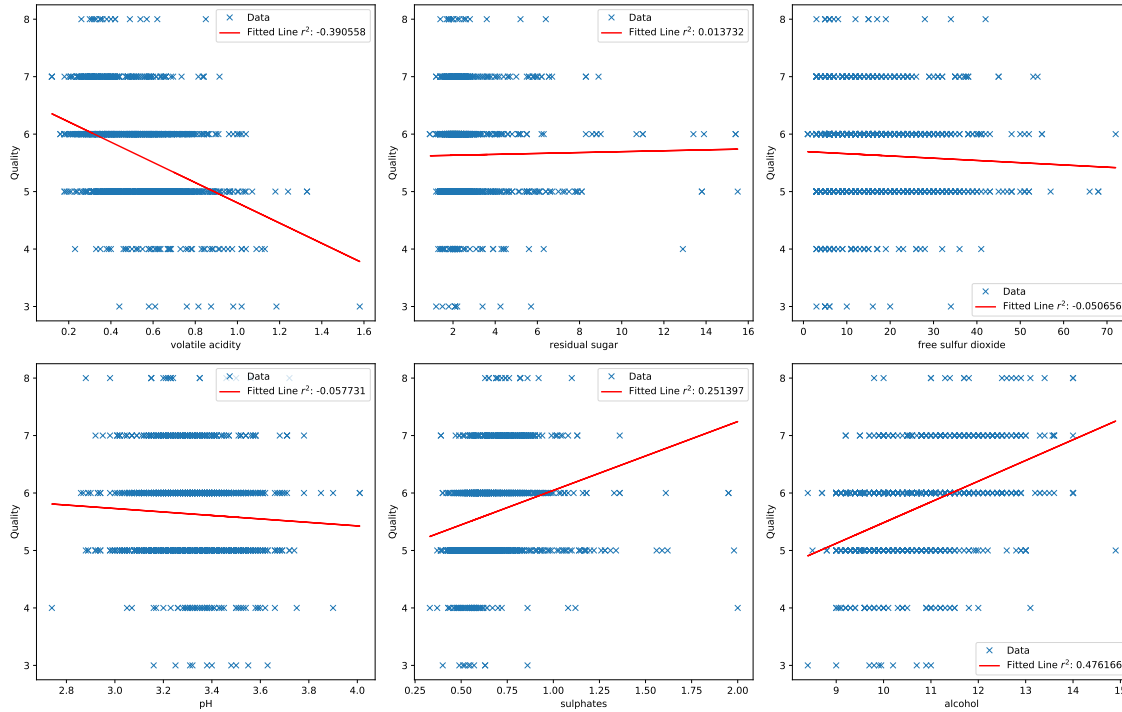 8
7
6
5
4
3
Quality
0.2 0.4 0.6 0.8 1.0 1.2 1.4 1.6
volatile acidity
Data
Fitted Line r²: -0.390558
8
7
6
5
4
3
Quality
2 4 6 8 10 12 14 16
residual sugar
Data
Fitted Line r²: 0.013732
8
7
6
5
4
3
Quality
0 10 20 30 40 50 60 70
free sulfur dioxide
Data
Fitted Line r²: -0.050656
8
7
6
5
4
3
Quality
2.8 3.0 3.2 3.4 3.6 3.8 4.0
pH
Data
Fitted Line r²: -0.057731
8
7
6
5
4
3
Quality
0.25 0.50 0.75 1.00 1.25 1.50 1.75 2.00
sulphates
Data
Fitted Line r²: 0.251397
8
7
6
5
4
3
Quality
9 10 11 12 13 14 15
alcohol
Data
Fitted Line r²: 0.476166